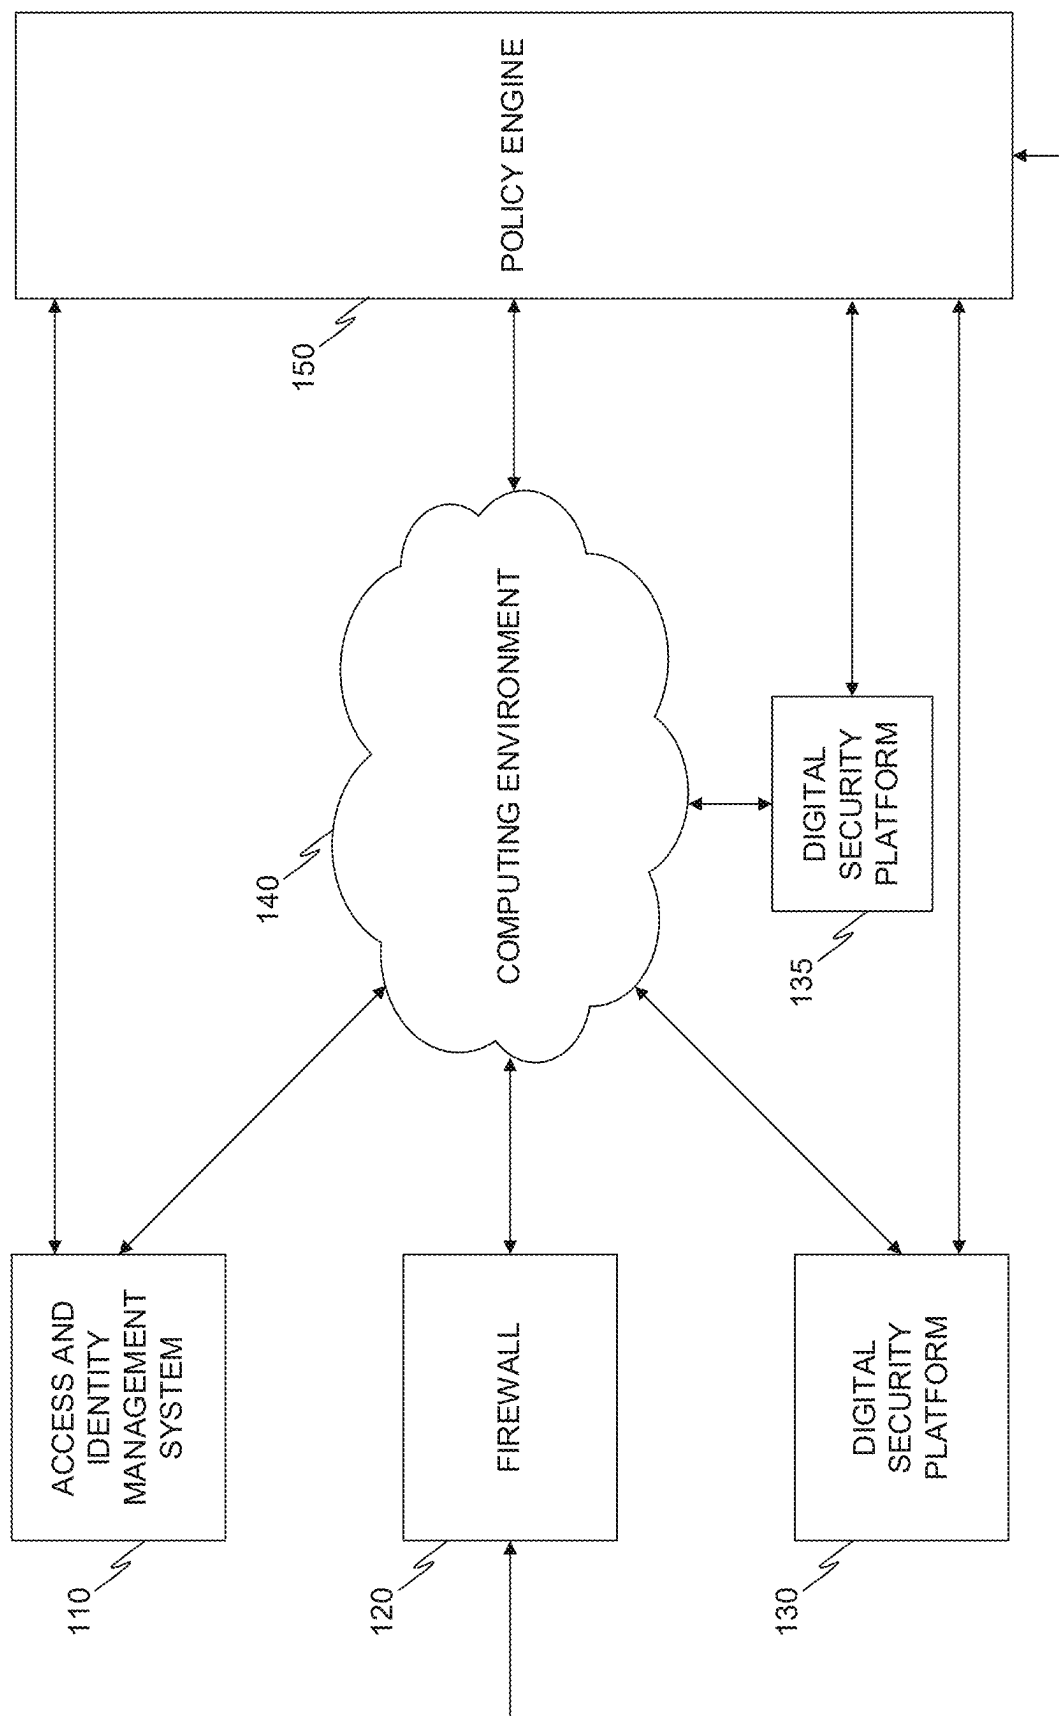 110
ACCESS AND
IDENTITY
MANAGEMENT
SYSTEM
120
FIREWALL
130
DIGITAL
SECURITY
PLATFORM
140
COMPUTING ENVIRONMENT
135
DIGITAL
SECURITY
PLATFORM
150
POLICY ENGINE